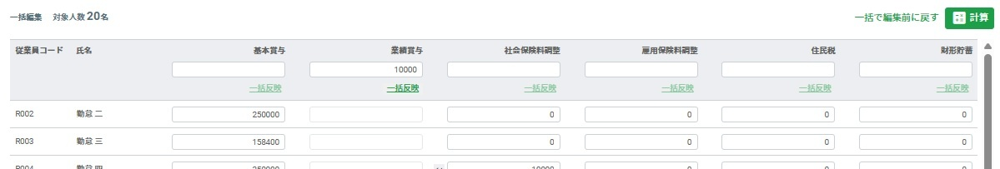 一括編集 対象人数 20名
一括で編集前に戻す 計算
従業員コード 氏名 基本賞与 業績賞与 社会保険料調整 雇用保険料調整 住民税 財形貯蓄
10000
一括反映 一括反映 一括反映 一括反映 一括反映 一括反映
R002 勤怠 二 250000 0 0 0 0
R003 勤怠 三 158400 0 0 0 0
R004 勤怠 四 250000 10000 0 0 0